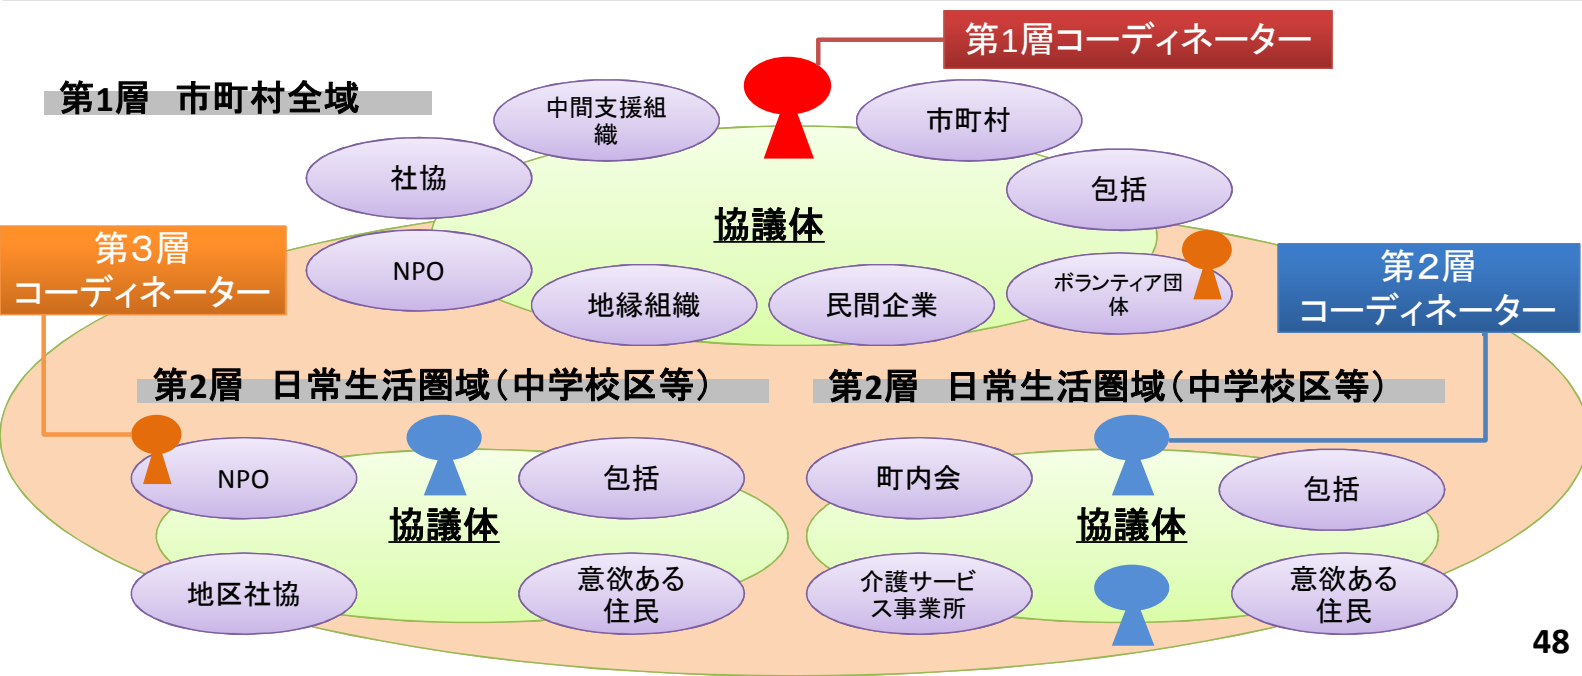 第1層コーディネーター
第1層　市町村全域
中間支援組
織
市町村
社協
包括
協議体
第３層
コーディネーター
NPO
地縁組織
民間企業
ボランティア団
体
第２層
コーディネーター
第2層　日常生活圏域（中学校区等）
第2層　日常生活圏域（中学校区等）
NPO
包括
協議体
地区社協
意欲ある
住民
町内会
包括
協議体
介護サービ
ス事業所
意欲ある
住民
48